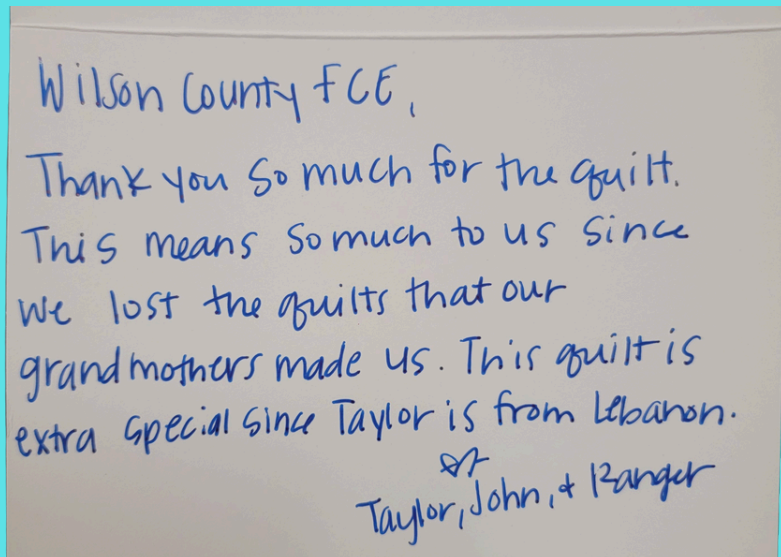 Wilson County FCE,
Thank you so much for the quilt.
This means so much to us since
we lost the quilts that our
grandmothers made us. This quilt is
extra special since Taylor is from Lebanon.
Taylor, John, & Ranger